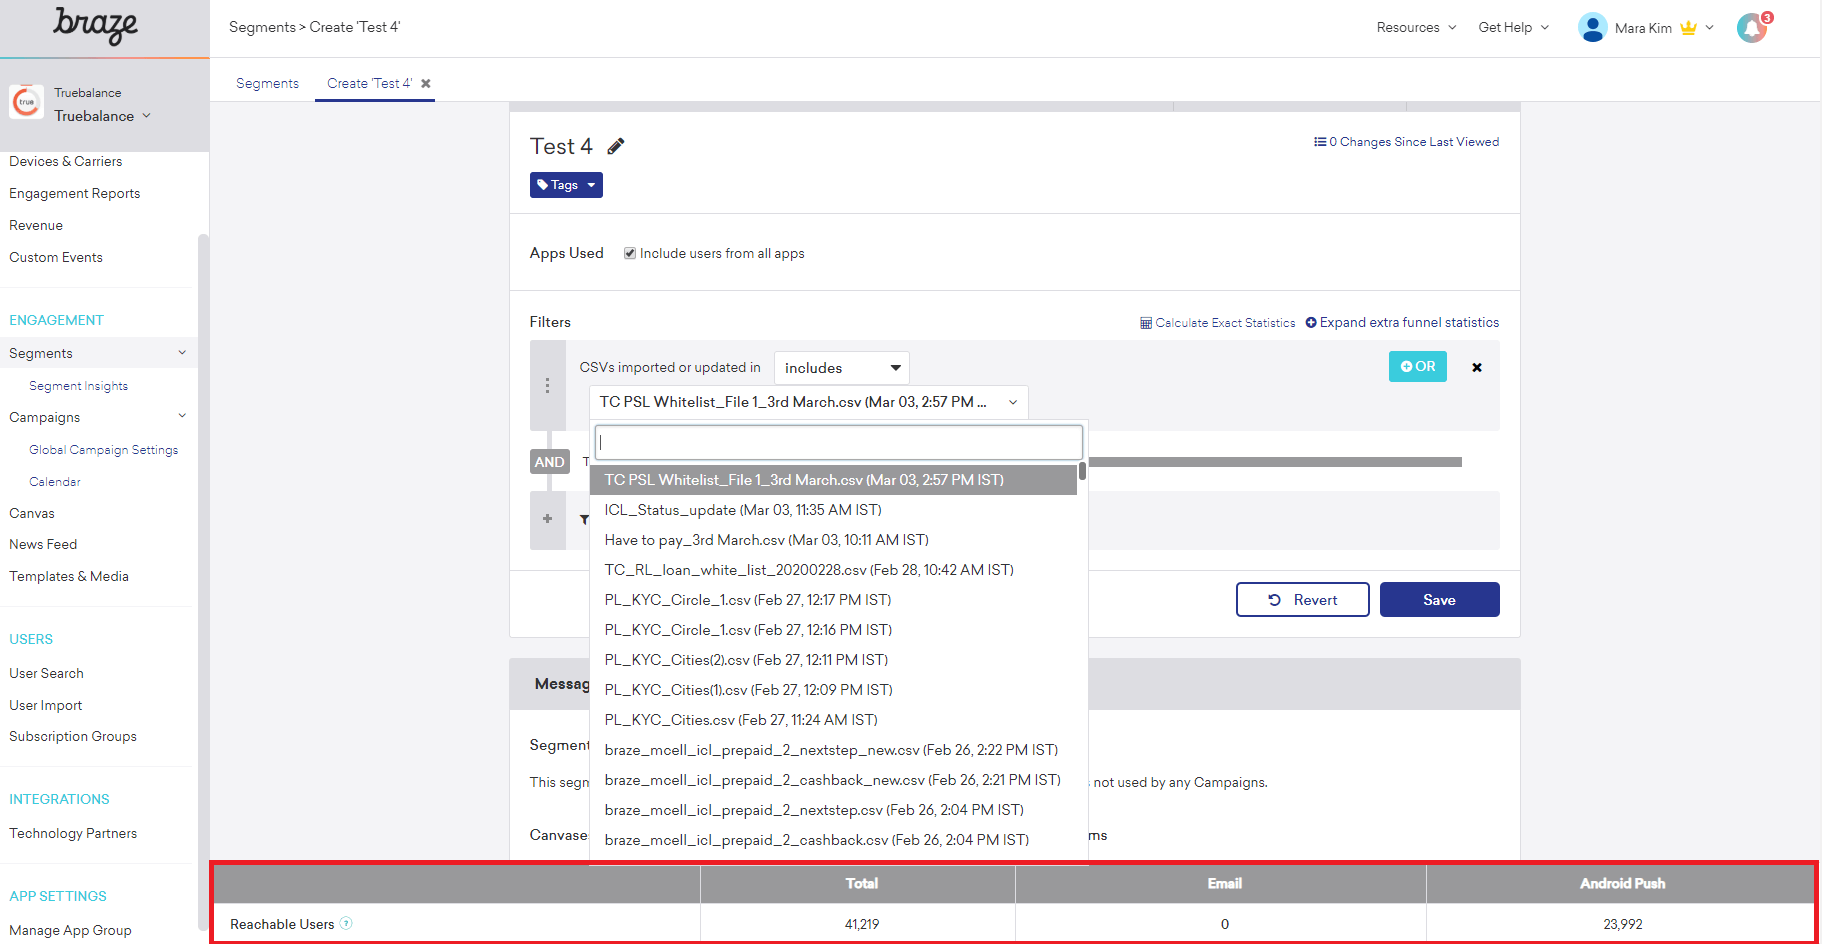 braze
Segments > Create 'Test 4'
Resources
Get Help
Mara Kim
3
true
Truebalance
Truebalance
Segments
Create 'Test 4'
Devices & Carriers
Engagement Reports
Revenue
Custom Events
ENGAGEMENT
Segments
Segment Insights
Campaigns
Global Campaign Settings
Calendar
Canvas
News Feed
Templates & Media
USERS
User Search
User Import
Subscription Groups
INTEGRATIONS
Technology Partners
APP SETTINGS
Manage App Group
Test 4
0 Changes Since Last Viewed
Tags
Apps Used
Include users from all apps
Filters
Calculate Exact Statistics
Expand extra funnel statistics
CSVs imported or updated in
includes
OR
TC PSL Whitelist_File 1_3rd March.csv (Mar 03, 2:57 PM ...
AND
TC PSL Whitelist_File 1_3rd March.csv (Mar 03, 2:57 PM IST)
ICL_Status_update (Mar 03, 11:35 AM IST)
Have to pay_3rd March.csv (Mar 03, 10:11 AM IST)
TC_RL_loan_white_list_20200228.csv (Feb 28, 10:42 AM IST)
PL_KYC_Circle_1.csv (Feb 27, 12:17 PM IST)
PL_KYC_Circle_1.csv (Feb 27, 12:16 PM IST)
PL_KYC_Cities(2).csv (Feb 27, 12:11 PM IST)
PL_KYC_Cities(1).csv (Feb 27, 12:09 PM IST)
PL_KYC_Cities.csv (Feb 27, 11:24 AM IST)
braze_mcell_icl_prepaid_2_nextstep_new.csv (Feb 26, 2:22 PM IST)
braze_mcell_icl_prepaid_2_cashback_new.csv (Feb 26, 2:21 PM IST)
braze_mcell_icl_prepaid_2_nextstep.csv (Feb 26, 2:04 PM IST)
braze_mcell_icl_prepaid_2_cashback.csv (Feb 26, 2:04 PM IST)
Revert
Save
Messag
Segment
This segm
not used by any Campaigns.
Canvase
ms
Total
Email
Android Push
Reachable Users ?
41,219
0
23,992